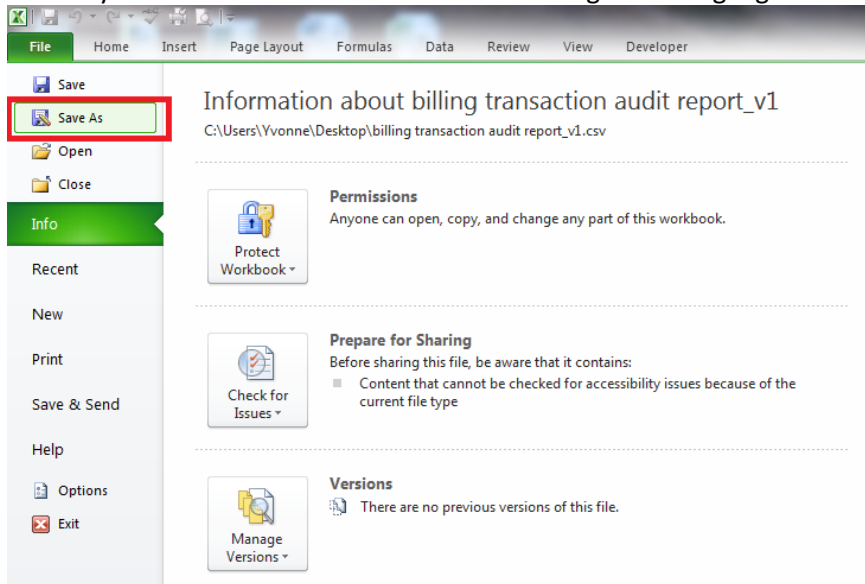 File Home Insert Page Layout Formulas Data Review View Developer
Save
Save As
Open
Close
Info
Recent
New
Print
Save & Send
Help
Options
Exit
Information about billing transaction audit report_v1
C:\Users\Yvonne\Desktop\billing transaction audit report_v1.csv
Protect
Workbook
Permissions
Anyone can open, copy, and change any part of this workbook.
Check for
Issues
Prepare for Sharing
Before sharing this file, be aware that it contains:
Content that cannot be checked for accessibility issues because of the
current file type
Manage
Versions
Versions
There are no previous versions of this file.